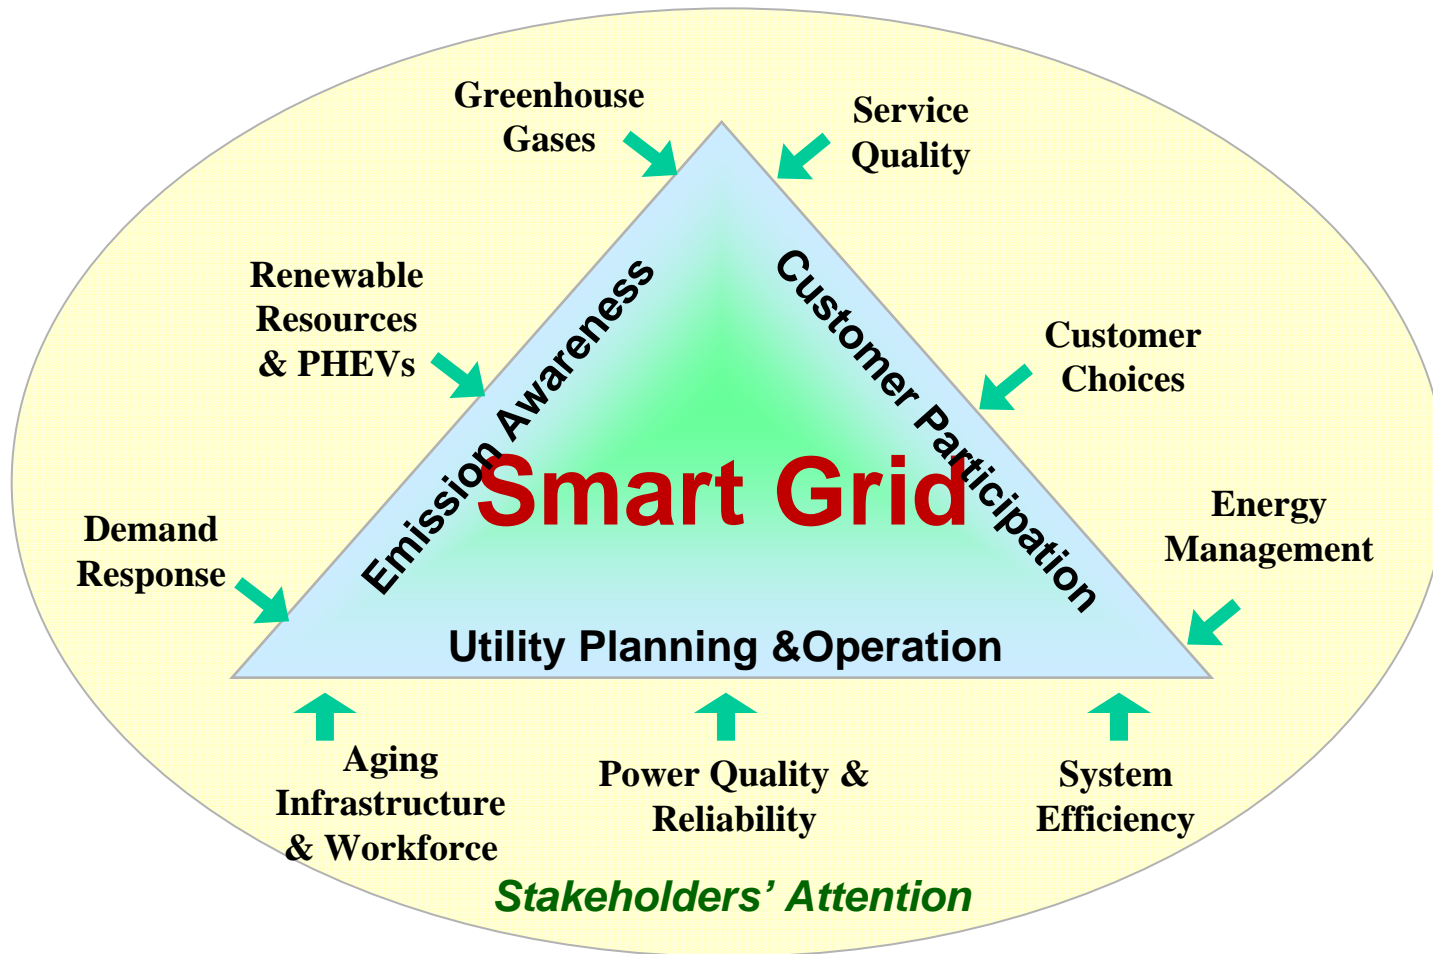 Greenhouse
Gases
Service
Quality
Renewable
Resources
& PHEVs
Customer
Choices
Emission Awareness
Customer Participation
Smart Grid
Demand
Response
Energy
Management
Utility Planning &Operation
Aging
Infrastructure
& Workforce
Power Quality &
Reliability
System
Efficiency
Stakeholders’ Attention